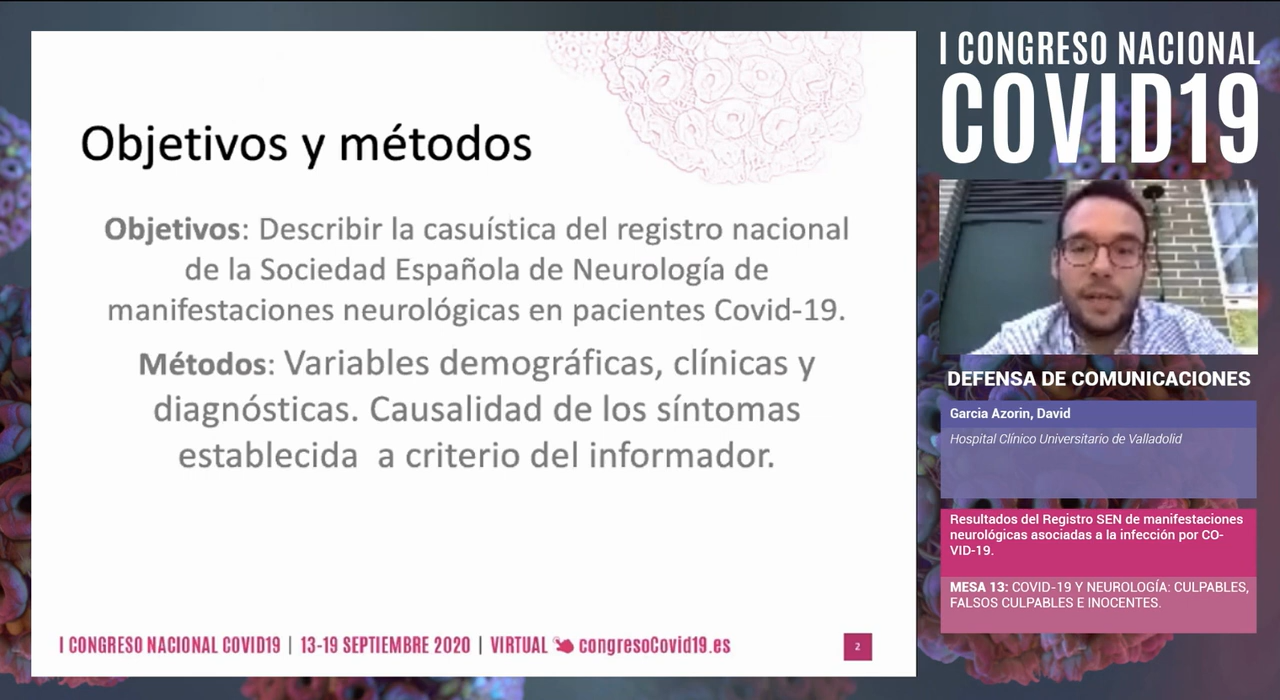 Objetivos y métodos
Objetivos: Describir la casuística del registro nacional
de la Sociedad Española de Neurología de
manifestaciones neurológicas en pacientes Covid-19.
Métodos: Variables demográficas, clínicas y
diagnósticas. Causalidad de los síntomas
establecida a criterio del informador.
I CONGRESO NACIONAL COVID19 | 13-19 SEPTIEMBRE 2020 | VIRTUAL congresoCovid19.es
2
I CONGRESO NACIONAL
COVID19
DEFENSA DE COMUNICACIONES
Garcia Azorin, David
Hospital Clínico Universitario de Valladolid
Resultados del Registro SEN de manifestaciones
neurológicas asociadas a la infección por CO-
VID-19.
MESA 13: COVID-19 Y NEUROLOGÍA: CULPABLES,
FALSOS CULPABLES E INOCENTES.